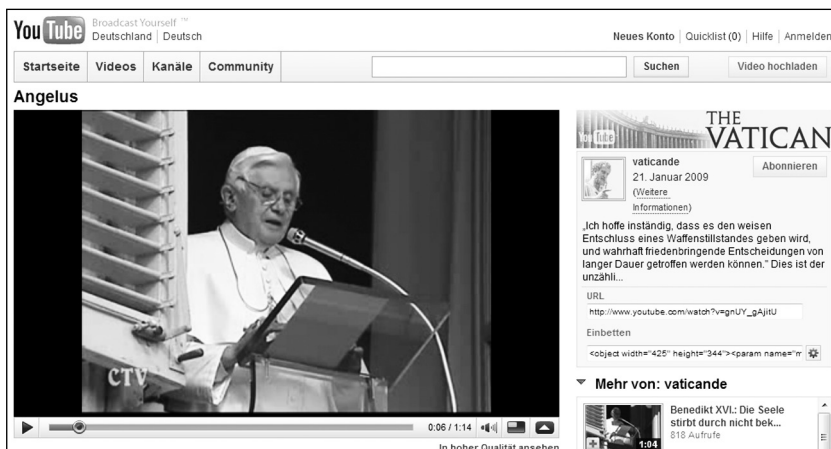 YouTube
Broadcast Yourself ™
Deutschland | Deutsch
Neues Konto | Quicklist (0) | Hilfe | Anmelden
Startseite Videos Kanäle Community
Suchen
Video hochladen
Angelus
CTV
0:06 / 1:14
In hoher Qualität ansehen
You Tube
THE
VATICAN
vaticande
21. Januar 2009
(Weitere
Informationen)
Abonnieren
„Ich hoffe inständig, dass es den weisen
Entschluss eines Waffenstillstandes geben wird,
und wahrhaft friedenbringende Entscheidungen von
langer Dauer getroffen werden können." Dies ist der
unzähli...
URL
http://www.youtube.com/watch?v=gnUY_gAjitU
Einbetten
<object width="425" height="344"><param name="m
Mehr von: vaticande
Benedikt XVI.: Die Seele
stirbt durch nicht bek...
818 Aufrufe
1:04